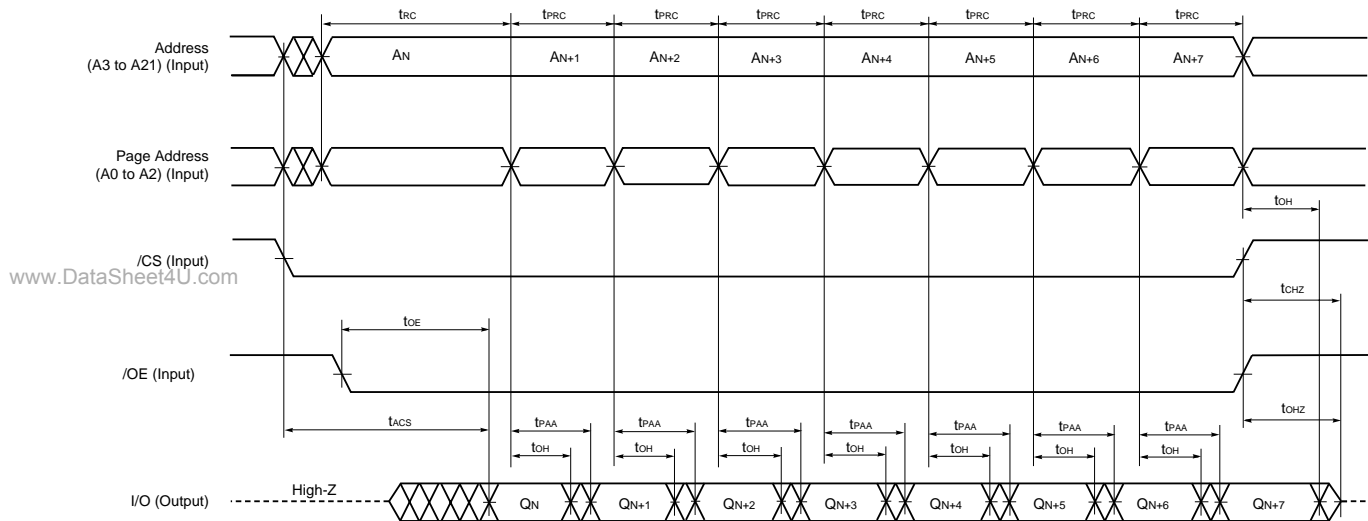 tRC tPRC tPRC tPRC tPRC tPRC tPRC tPRC
Address
(A3 to A21) (Input)
AN AN+1 AN+2 AN+3 AN+4 AN+5 AN+6 AN+7
Page Address
(A0 to A2) (Input)
tOH
/CS (Input)
www.DataSheet4U.com
tCHZ
tOE
/OE (Input)
tACS tPAA tPAA tPAA tPAA tPAA tPAA tPAA tOHZ
tOH tOH tOH tOH tOH tOH tOH
I/O (Output)
High-Z
QN QN+1 QN+2 QN+3 QN+4 QN+5 QN+6 QN+7